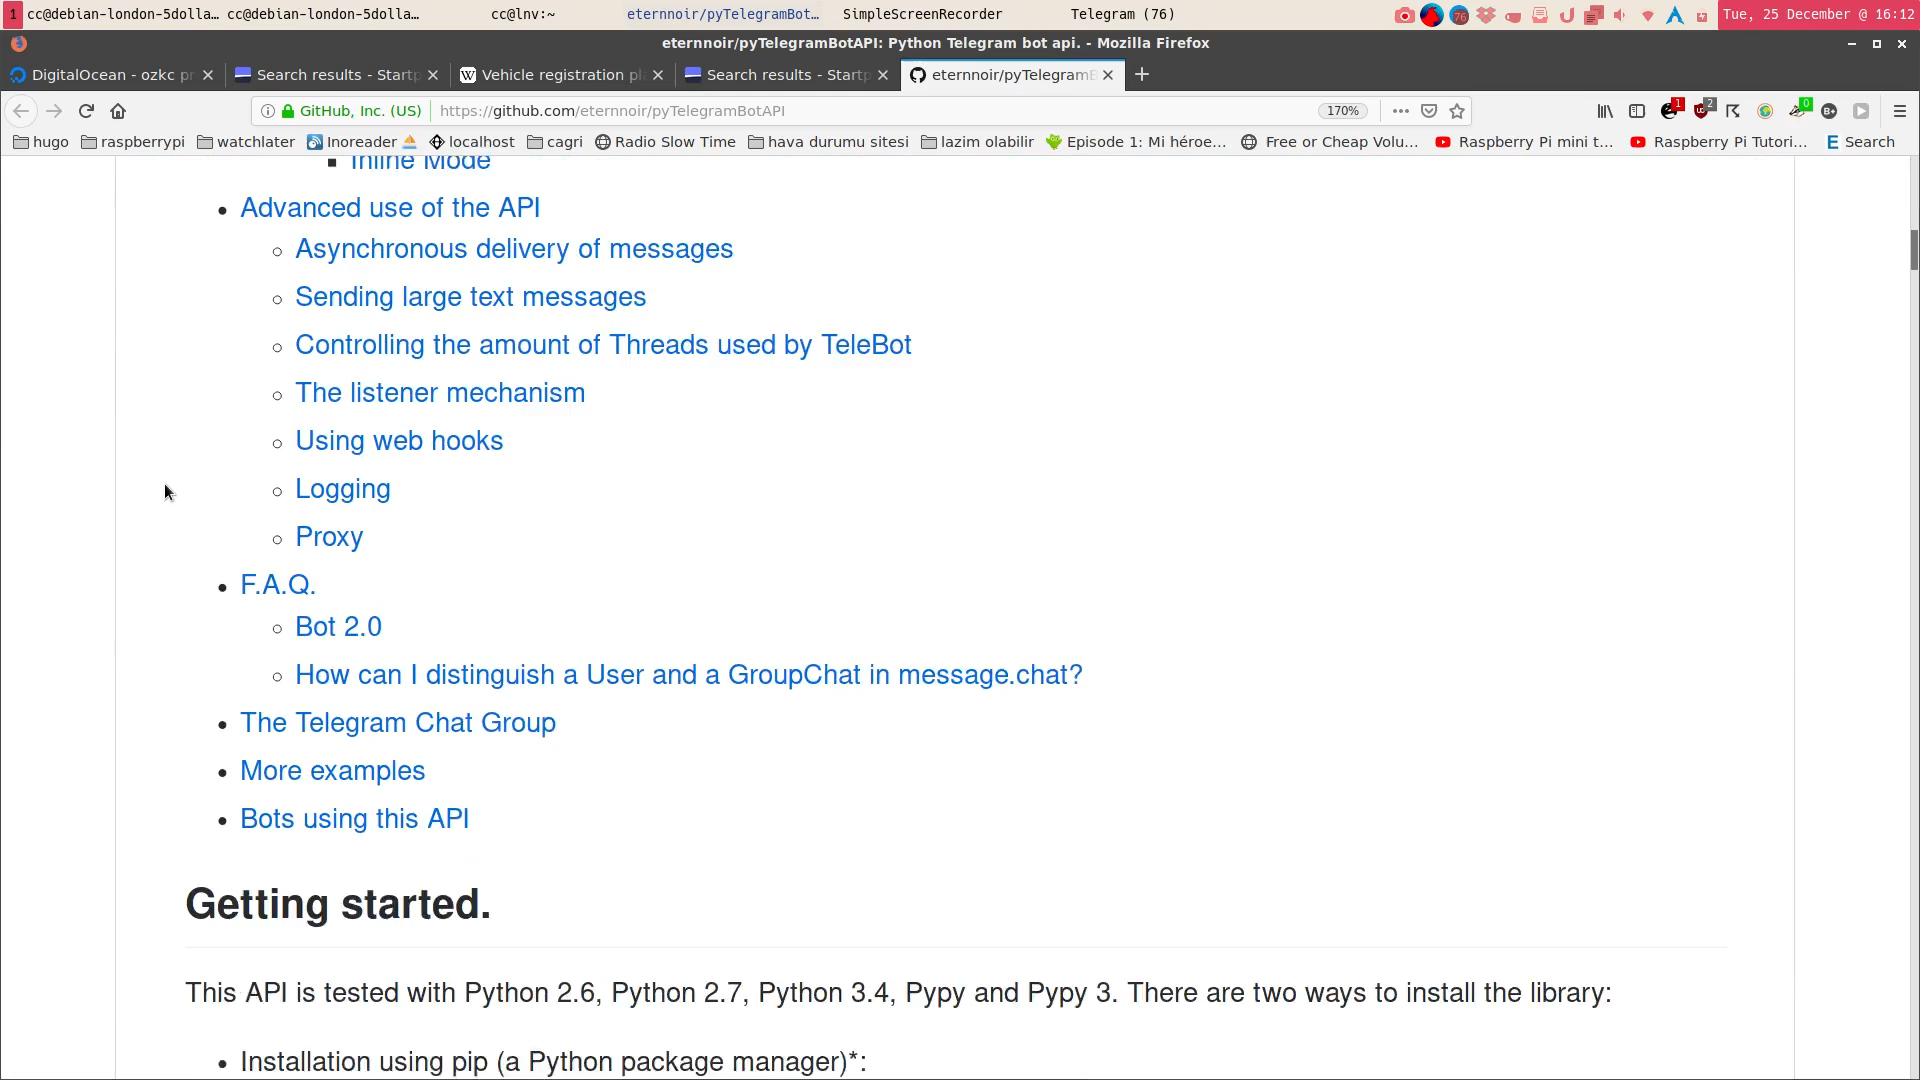 1 cc@debian-london-5dolla… cc@debian-london-5dolla… cc@lnv:~ eternnoir/pyTelegramBot… SimpleScreenRecorder Telegram (76) 76 Tue, 25 December @ 16:12
eternnoir/pyTelegramBotAPI: Python Telegram bot api. - Mozilla Firefox
DigitalOcean - ozkc pr Search results - Startp W Vehicle registration pl Search results - Startp eternnoir/pyTelegramB
GitHub, Inc. (US) https://github.com/eternnoir/pyTelegramBotAPI 170% 1 2 0 B+
hugo raspberrypi watchlater Inoreader localhost cagri Radio Slow Time hava durumu sitesi lazim olabilir Episode 1: Mi héroe… Free or Cheap Volu… Raspberry Pi mini t… Raspberry Pi Tutori… E Search
Inline Mode
Advanced use of the API
Asynchronous delivery of messages
Sending large text messages
Controlling the amount of Threads used by TeleBot
The listener mechanism
Using web hooks
Logging
Proxy
F.A.Q.
Bot 2.0
How can I distinguish a User and a GroupChat in message.chat?
The Telegram Chat Group
More examples
Bots using this API
Getting started.
This API is tested with Python 2.6, Python 2.7, Python 3.4, Pypy and Pypy 3. There are two ways to install the library:
Installation using pip (a Python package manager)*: